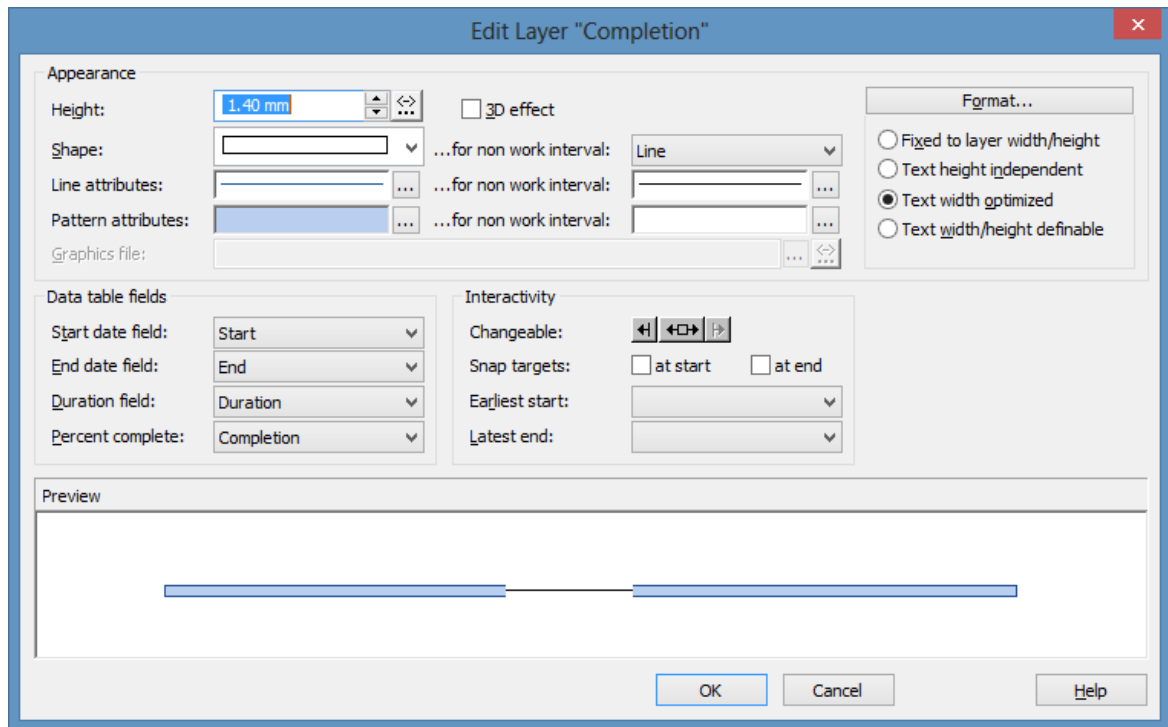 Edit Layer "Completion"
Appearance
Height: 1.40 mm 3D effect
Shape: ...for non work interval: Line
Line attributes: ... ...for non work interval: ...
Pattern attributes: ... ...for non work interval: ...
Graphics file: ...
Format...
Fixed to layer width/height
Text height independent
Text width optimized
Text width/height definable
Data table fields
Start date field: Start
End date field: End
Duration field: Duration
Percent complete: Completion
Interactivity
Changeable:
Snap targets: at start at end
Earliest start:
Latest end:
Preview
OK Cancel Help